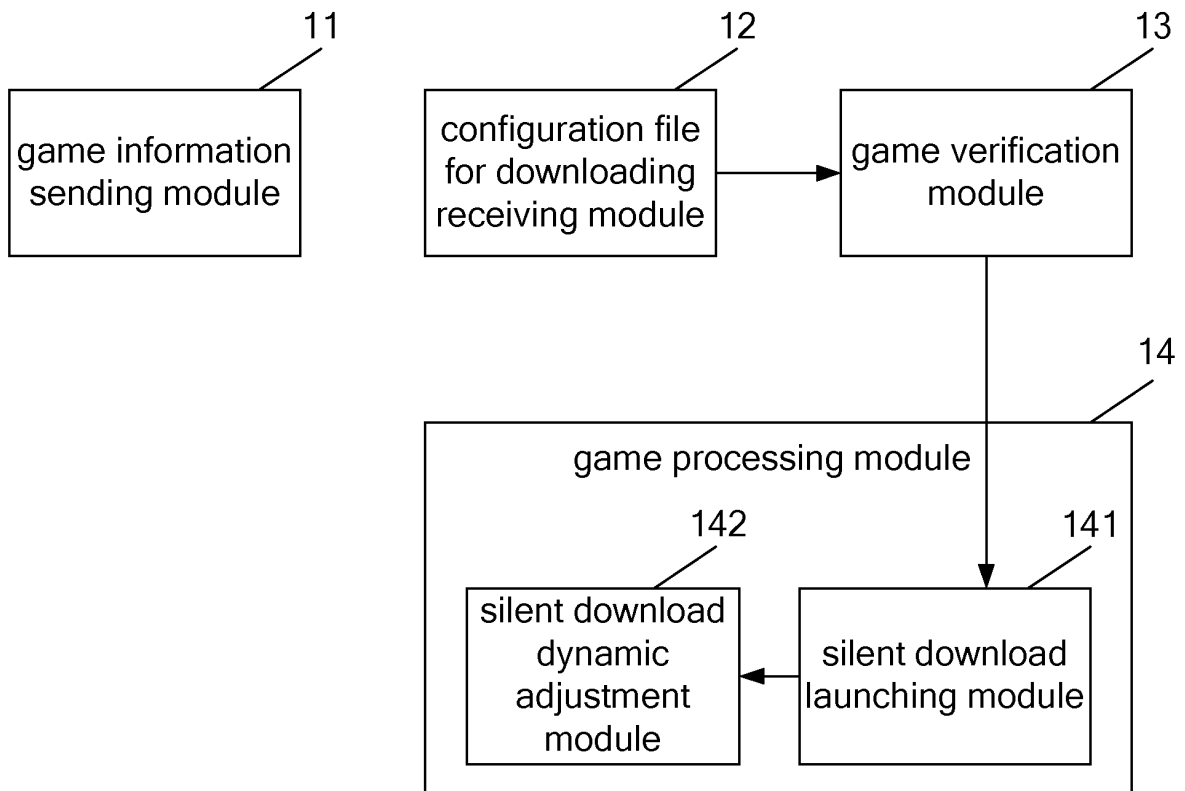 11
12
13
game information
sending module
configuration file
for downloading
receiving module
game verification
module
14
game processing module
142
141
silent download
dynamic
adjustment
module
silent download
launching module